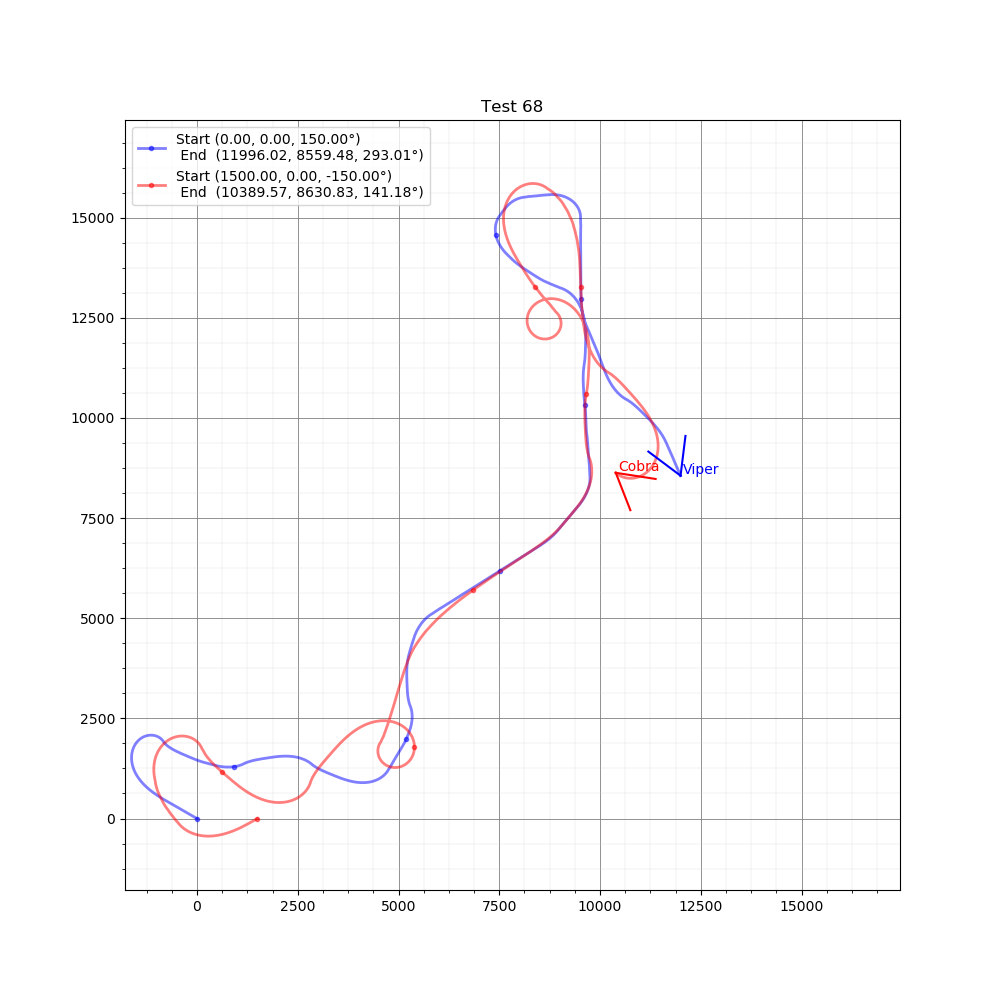 Test 68
Start (0.00, 0.00, 150.00°)
End (11996.02, 8559.48, 293.01°)
Start (1500.00, 0.00, -150.00°)
End (10389.57, 8630.83, 141.18°)
15000
12500
10000
7500
5000
2500
0
Cobra
Viper
0 2500 5000 7500 10000 12500 15000